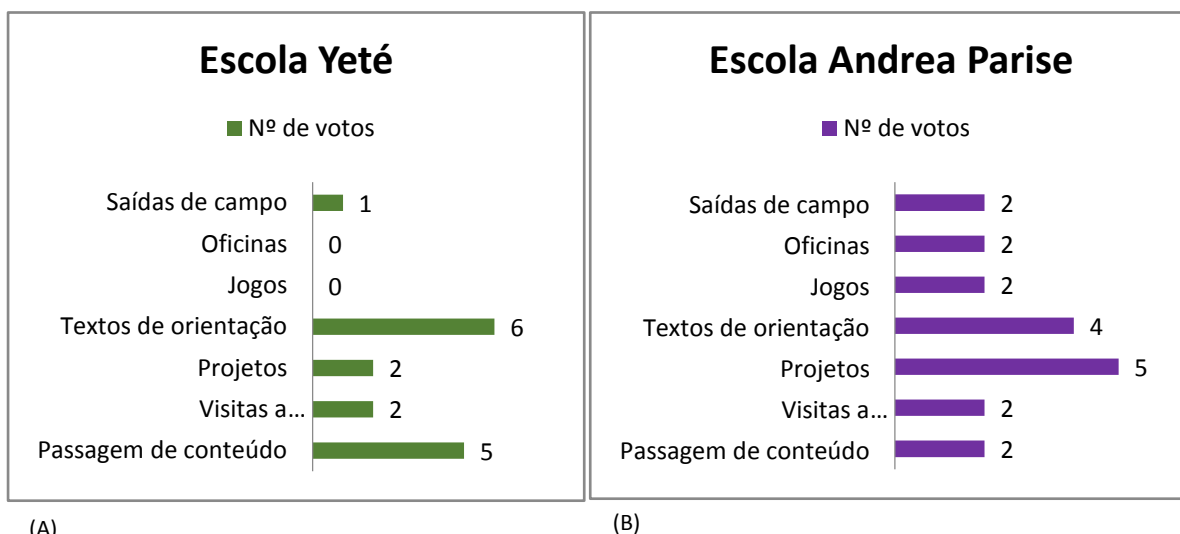 Escola Yeté
Nº de votos
Saídas de campo 1
Oficinas 0
Jogos 0
Textos de orientação 6
Projetos 2
Visitas a... 2
Passagem de conteúdo 5
(A)
Escola Andrea Parise
Nº de votos
Saídas de campo 2
Oficinas 2
Jogos 2
Textos de orientação 4
Projetos 5
Visitas a... 2
Passagem de conteúdo 2
(B)